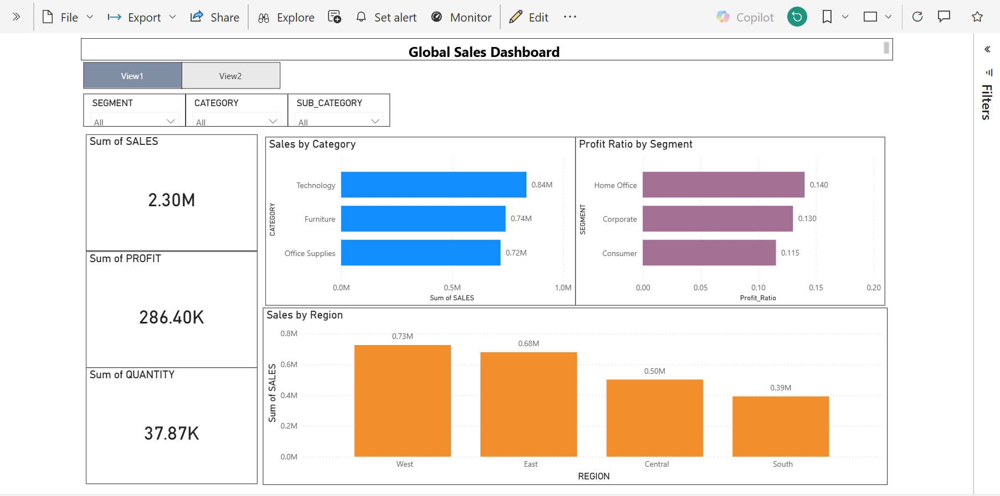 File Export Share Explore Set alert Monitor Edit ... Copilot
Global Sales Dashboard
View1 View2
SEGMENT CATEGORY SUB_CATEGORY
All All All
Filters
Sum of SALES
2.30M
Sum of PROFIT
286.40K
Sum of QUANTITY
37.87K
Sales by Category
CATEGORY
Technology 0.84M
Furniture 0.74M
Office Supplies 0.72M
0.0M 0.5M 1.0M
Sum of SALES
Profit Ratio by Segment
SEGMENT
Home Office 0.140
Corporate 0.130
Consumer 0.115
0.00 0.05 0.10 0.15 0.20
Profit_Ratio
Sales by Region
Sum of SALES
0.8M
0.6M
0.4M
0.2M
0.0M
0.73M 0.68M 0.50M 0.39M
West East Central South
REGION